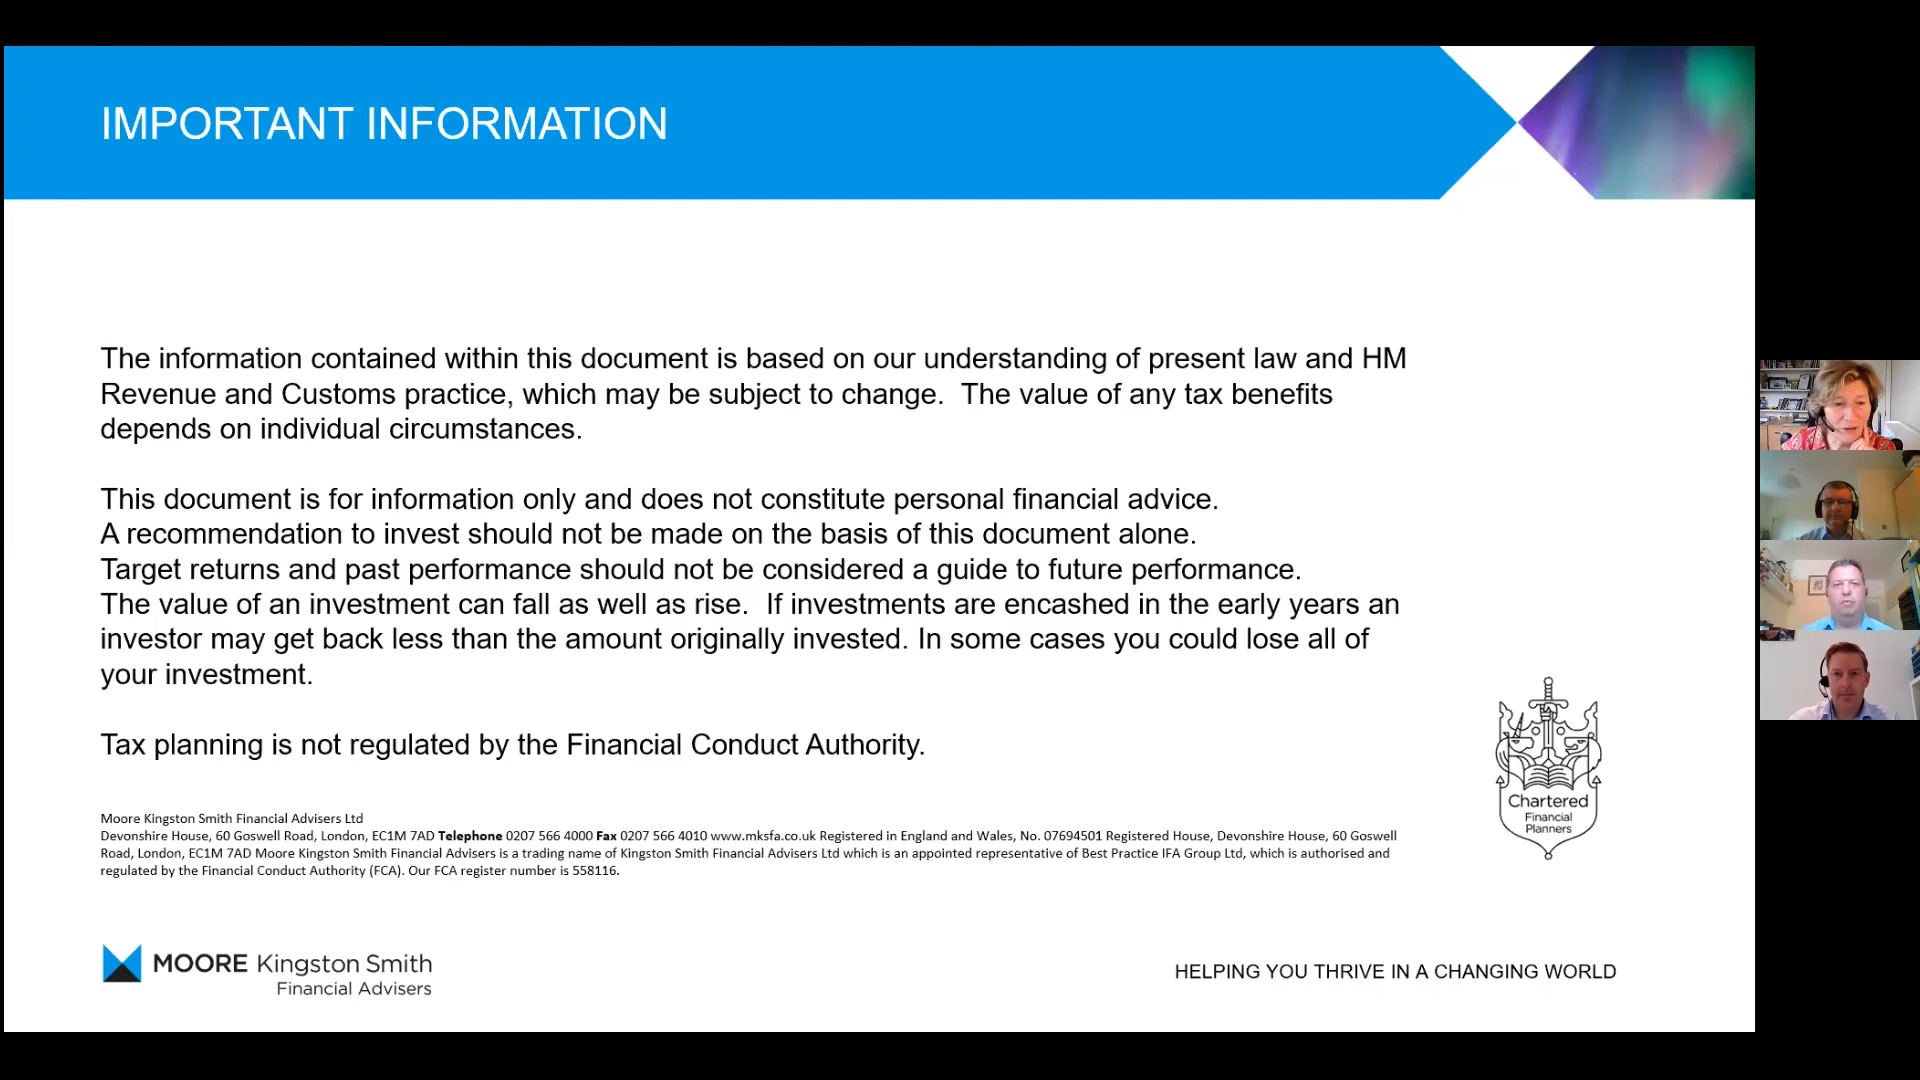 IMPORTANT INFORMATION
The information contained within this document is based on our understanding of present law and HM
Revenue and Customs practice, which may be subject to change.  The value of any tax benefits
depends on individual circumstances.
This document is for information only and does not constitute personal financial advice.
A recommendation to invest should not be made on the basis of this document alone.
Target returns and past performance should not be considered a guide to future performance.
The value of an investment can fall as well as rise.  If investments are encashed in the early years an
investor may get back less than the amount originally invested. In some cases you could lose all of
your investment.
Tax planning is not regulated by the Financial Conduct Authority.
Moore Kingston Smith Financial Advisers Ltd
Devonshire House, 60 Goswell Road, London, EC1M 7AD Telephone 0207 566 4000 Fax 0207 566 4010 www.mksfa.co.uk Registered in England and Wales, No. 07694501 Registered House, Devonshire House, 60 Goswell
Road, London, EC1M 7AD Moore Kingston Smith Financial Advisers is a trading name of Kingston Smith Financial Advisers Ltd which is an appointed representative of Best Practice IFA Group Ltd, which is authorised and
regulated by the Financial Conduct Authority (FCA). Our FCA register number is 558116.
Chartered
Financial
Planners
MOORE Kingston Smith
Financial Advisers
HELPING YOU THRIVE IN A CHANGING WORLD